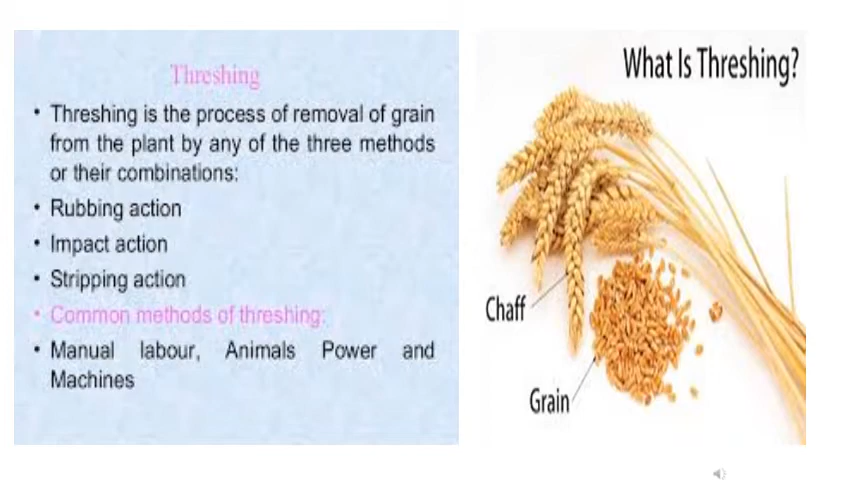 Threshing
• Threshing is the process of removal of grain
from the plant by any of the three methods
or their combinations:
• Rubbing action
• Impact action
• Stripping action
• Common methods of threshing:
• Manual labour, Animals Power and
Machines
What Is Threshing?
Chaff
Grain